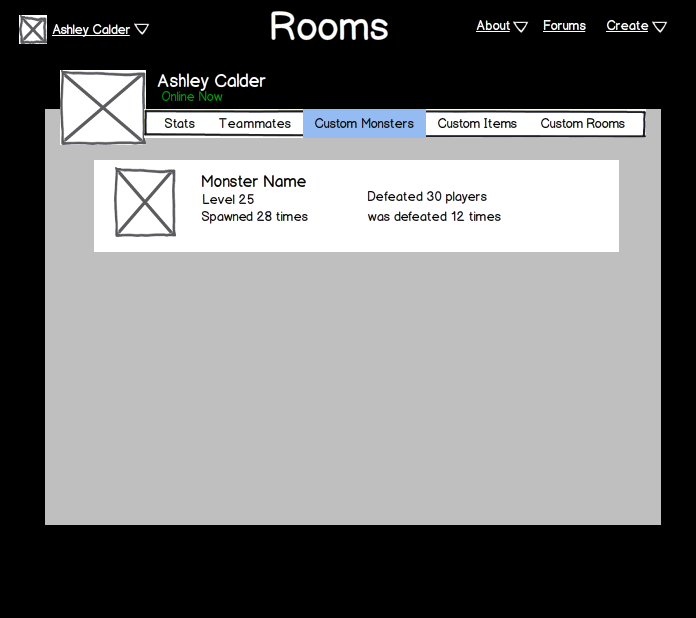 Ashley Calder
Rooms
About Forums Create
Ashley Calder
Online Now
Stats Teammates Custom Monsters Custom Items Custom Rooms
Monster Name
Level 25
Spawned 28 times
Defeated 30 players
was defeated 12 times